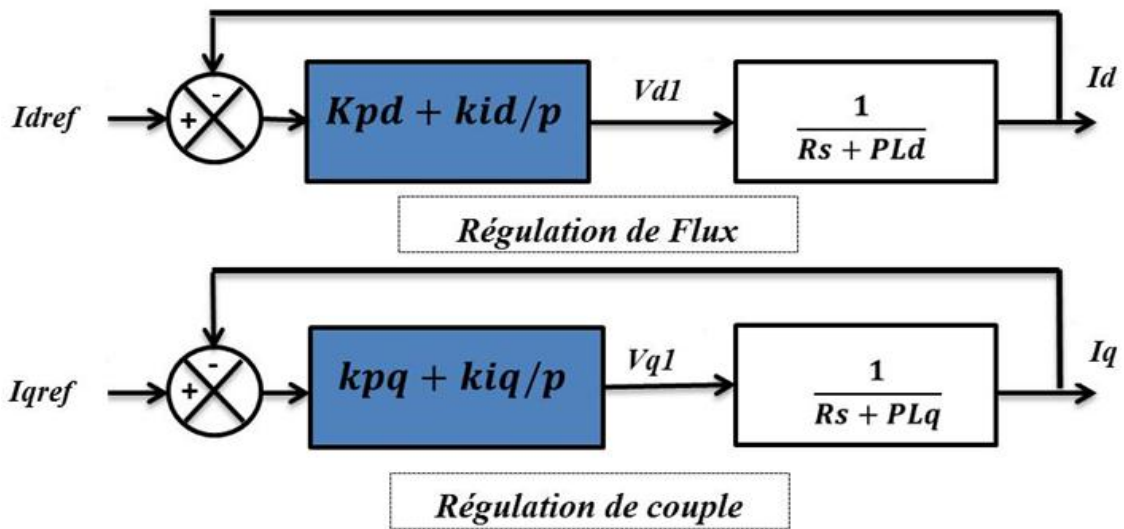 Idref
+
-
Kpd + kid/p
Vd1
1
Rs + PLd
Id
Régulation de Flux
Iqref
+
-
kpq + kiq/p
Vq1
1
Rs + PLq
Iq
Régulation de couple